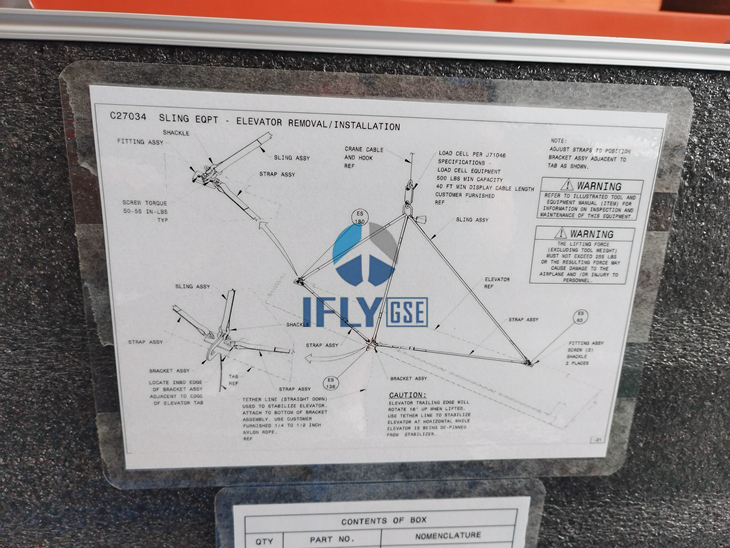 C27034 SLING EQPT - ELEVATOR REMOVAL/INSTALLATION
SHACKLE
FITTING ASSY
SLING ASSY
STRAP ASSY
SCREW TORQUE
50-55 IN-LBS
TYP
CRANE CABLE
AND HOOK
REF
LOAD CELL PER J71046
SPECIFICATIONS -
LOAD CELL EQUIPMENT
500 LBS MIN CAPACITY
40 FT MIN DISPLAY CABLE LENGTH
CUSTOMER FURNISHED
REF
SLING ASSY
NOTE:
ADJUST STRAPS TO POSITION
BRACKET ASSY ADJACENT TO
TAB AS SHOWN.
WARNING
REFER TO ILLUSTRATED TOOL AND
EQUIPMENT MANUAL (ITEM) FOR
INFORMATION ON INSPECTION AND
MAINTENANCE OF THIS EQUIPMENT.
WARNING
THE LIFTING FORCE
(EXCLUDING TOOL WEIGHT)
MUST NOT EXCEED 255 LBS
OR THE RESULTING FORCE MAY
CAUSE DAMAGE TO THE
AIRPLANE AND /OR INJURY TO
PERSONNEL.
ES
180
ELEVATOR
REF
STRAP ASSY
ES
63
FITTING ASSY
SCREW (2)
SHACKLE
2 PLACES
IFLY GSE
SLING ASSY
SHACKLE
STRAP ASSY
STRAP ASSY
BRACKET ASSY
TAB
REF
STRAP ASSY
LOCATE INBD EDGE
OF BRACKET ASSY
ADJACENT TO EDGE
OF ELEVATOR TAB
ES
136
BRACKET ASSY
TETHER LINE (STRAIGHT DOWN)
USED TO STABILIZE ELEVATOR.
ATTACH TO BOTTOM OF BRACKET
ASSEMBLY. USE CUSTOMER
FURNISHED 1/4 TO 1/2 INCH
NYLON ROPE.
REF
CAUTION:
ELEVATOR TRAILING EDGE WILL
ROTATE 18° UP WHEN LIFTED.
USE TETHER LINE TO STABILIZE
ELEVATOR AT HORIZONTAL WHILE
ELEVATOR IS BEING DE-PINNED
FROM STABILIZER.
CONTENTS OF BOX
QTY PART NO. NOMENCLATURE